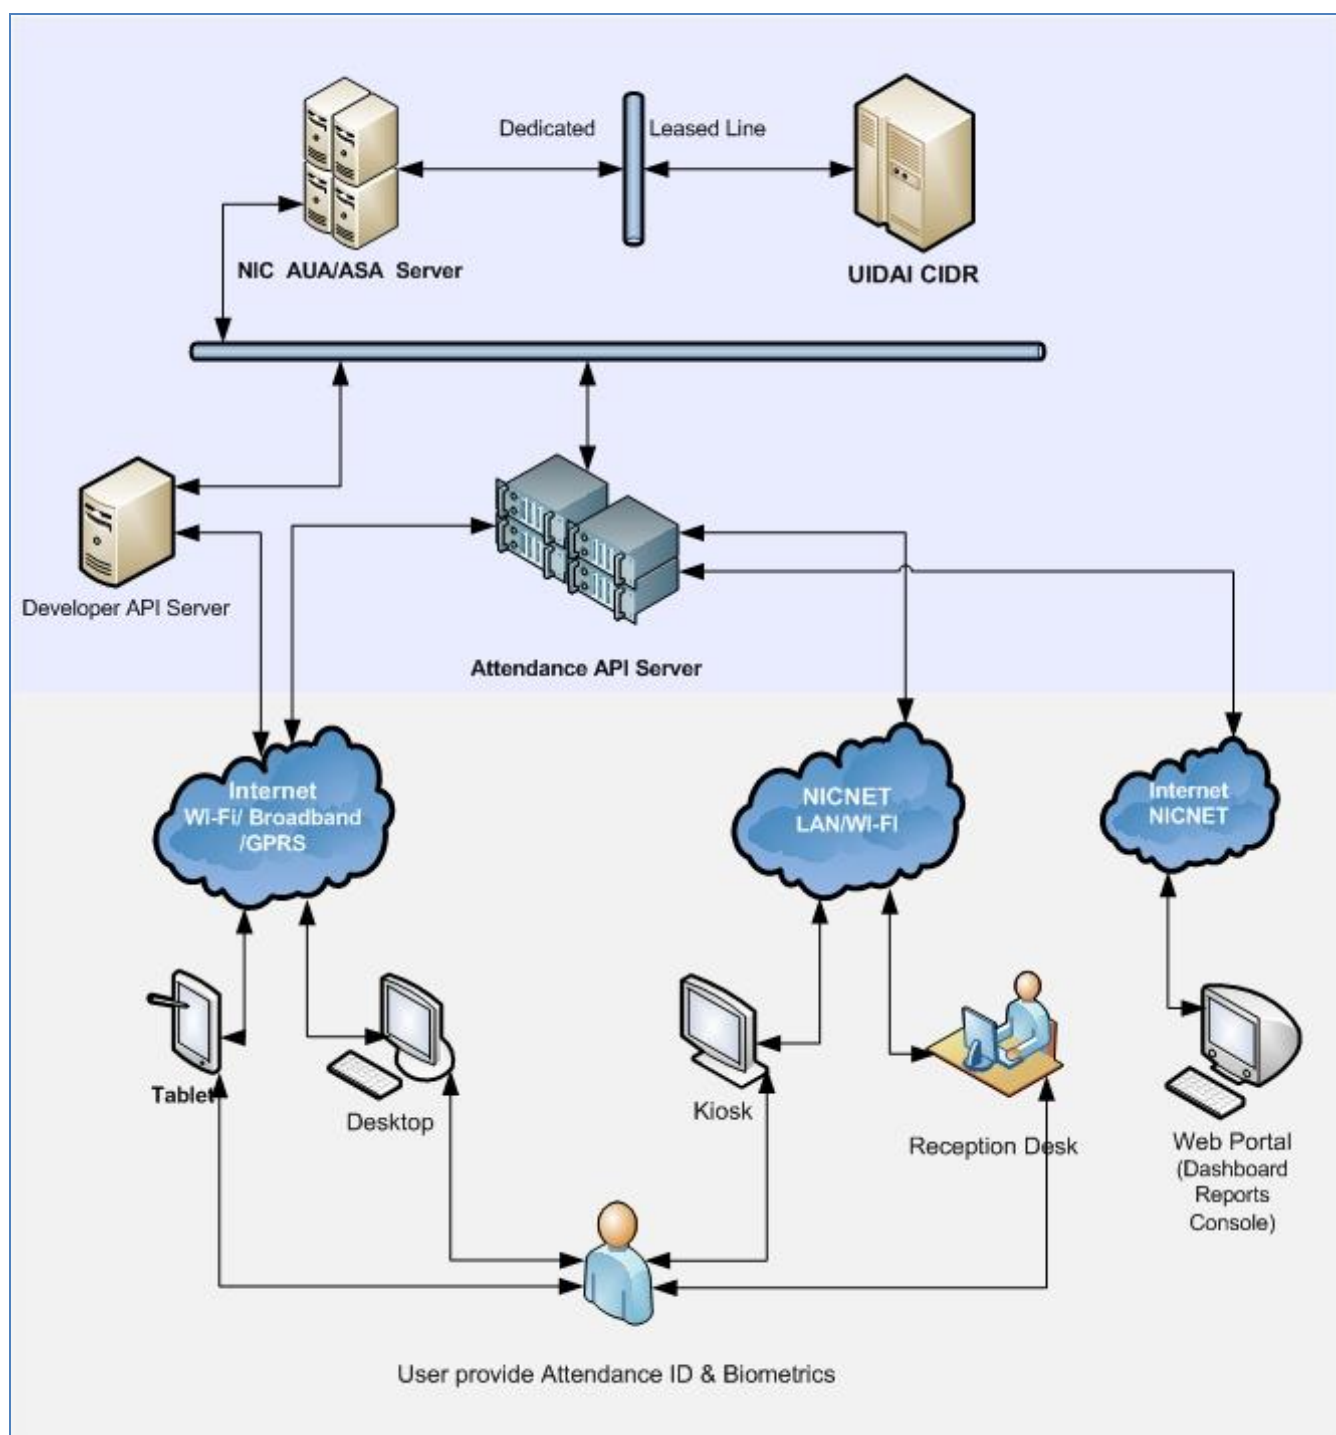 Dedicated
Leased Line
NIC AUA/ASA Server
UIDAI CIDR
Developer API Server
Attendance API Server
Internet
Wi-Fi/ Broadband
/GPRS
NICNET
LAN/WI-FI
Internet
NICNET
Tablet
Desktop
Kiosk
Reception Desk
Web Portal
(Dashboard
Reports
Console)
User provide Attendance ID & Biometrics